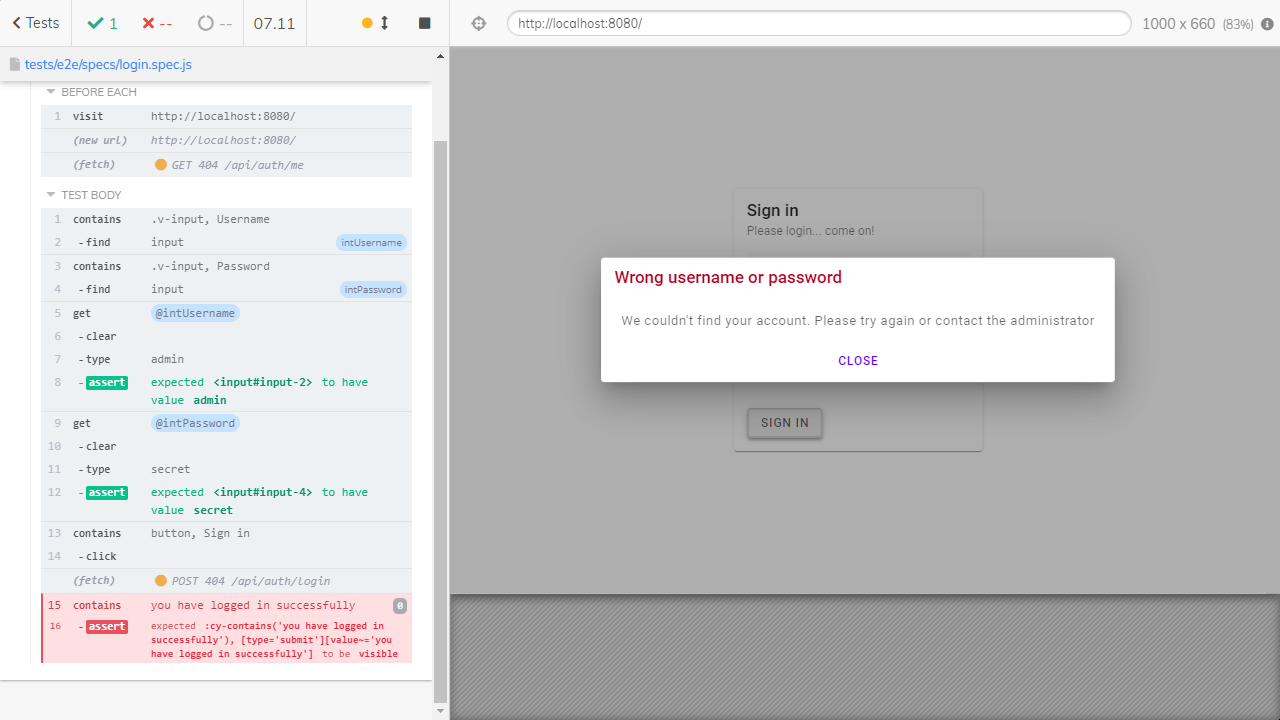 Tests 1 -- -- 07.11
http://localhost:8080/ 1000 x 660 (83%)
tests/e2e/specs/login.spec.js
BEFORE EACH
1 visit http://localhost:8080/
(new url) http://localhost:8080/
(fetch) GET 404 /api/auth/me
TEST BODY
1 contains .v-input, Username
2 -find input intUsername
3 contains .v-input, Password
4 -find input intPassword
5 get @intUsername
6 -clear
7 -type admin
8 -assert expected <input#input-2> to have
value admin
9 get @intPassword
10 -clear
11 -type secret
12 -assert expected <input#input-4> to have
value secret
13 contains button, Sign in
14 -click
(fetch) POST 404 /api/auth/login
15 contains you have logged in successfully 0
16 -assert expected :cy-contains('you have logged in
successfully'), [type='submit'][value~='you
have logged in successfully'] to be visible
Sign in
Please login... come on!
Wrong username or password
We couldn't find your account. Please try again or contact the administrator
CLOSE
SIGN IN